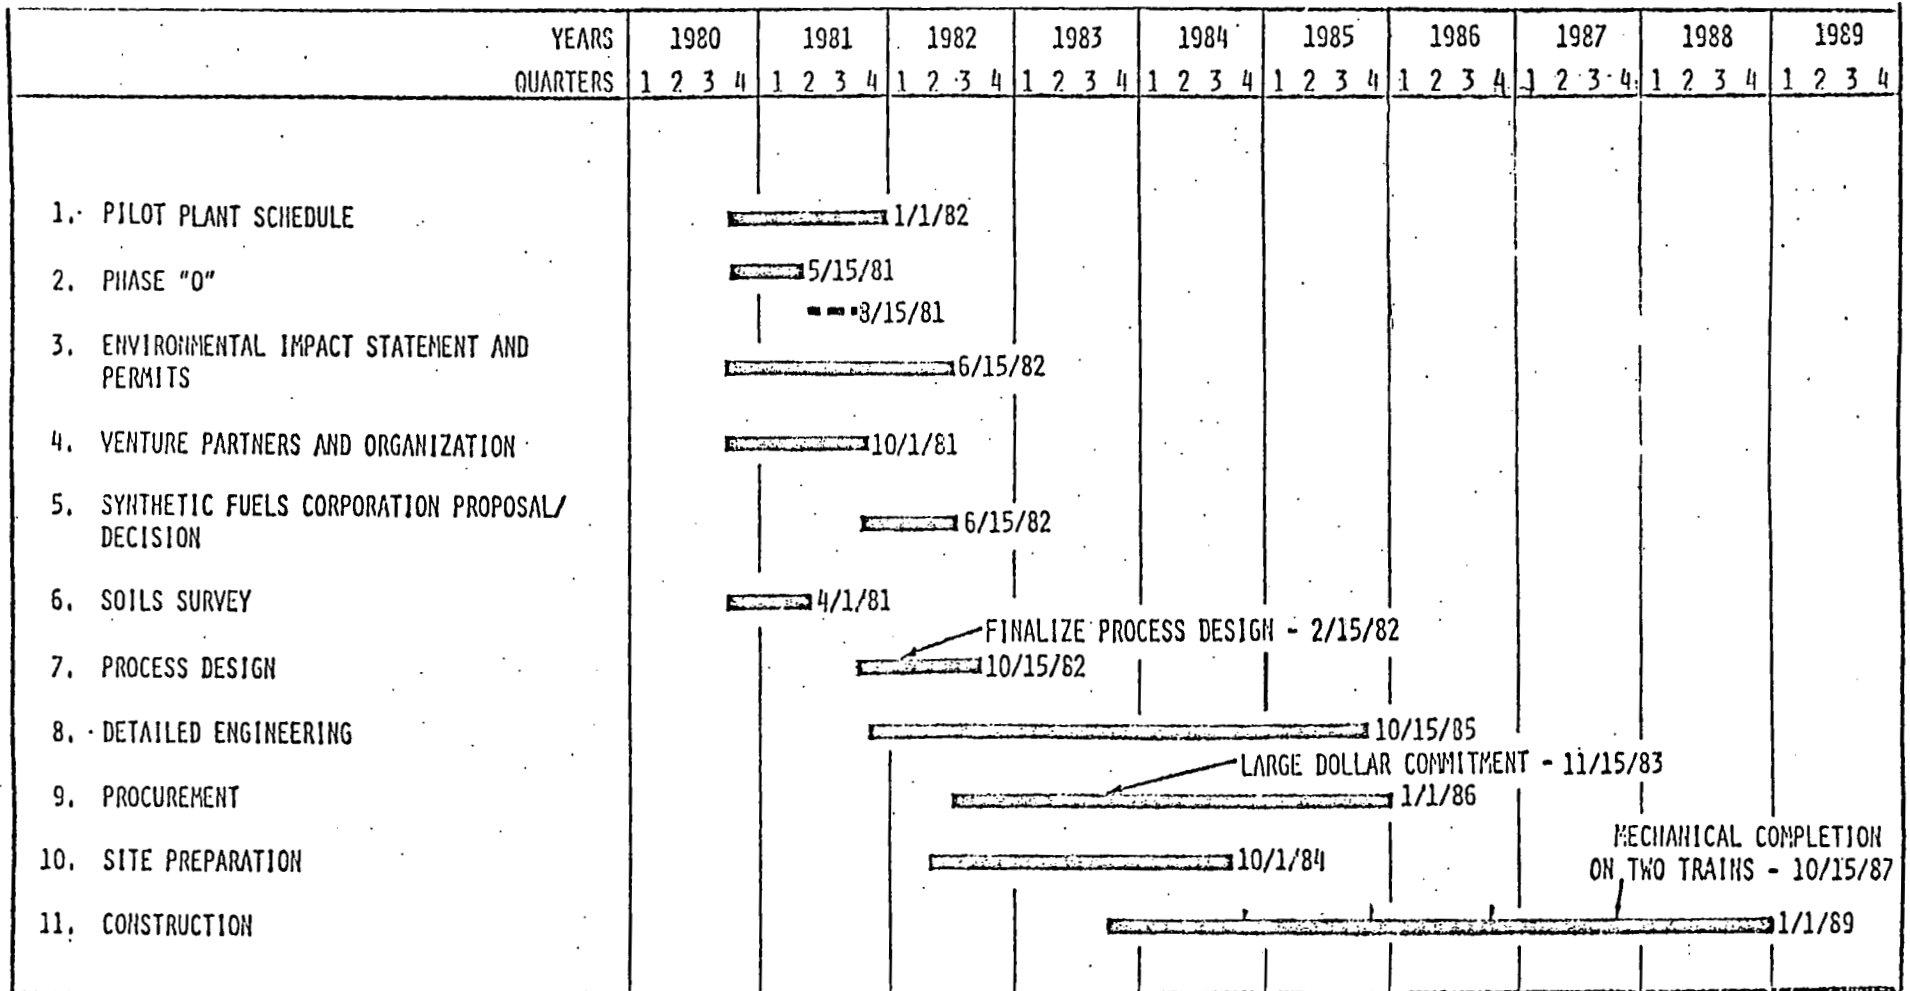 YEARS 1980 1981 1982 1983 1984 1985 1986 1987 1988 1989
QUARTERS 1 2 3 4 1 2 3 4 1 2 3 4 1 2 3 4 1 2 3 4 1 2 3 4 1 2 3 4 1 2 3 4 1 2 3 4 1 2 3 4
1. PILOT PLANT SCHEDULE 1/1/82
2. PHASE "0" 5/15/81
8/15/81
3. ENVIRONMENTAL IMPACT STATEMENT AND
PERMITS 6/15/82
4. VENTURE PARTNERS AND ORGANIZATION 10/1/81
5. SYNTHETIC FUELS CORPORATION PROPOSAL/
DECISION 6/15/82
6. SOILS SURVEY 4/1/81
FINALIZE PROCESS DESIGN - 2/15/82
7. PROCESS DESIGN 10/15/82
8. DETAILED ENGINEERING 10/15/85
LARGE DOLLAR COMMITMENT - 11/15/83
9. PROCUREMENT 1/1/86
MECHANICAL COMPLETION
10. SITE PREPARATION 10/1/84 ON TWO TRAINS - 10/15/87
11. CONSTRUCTION 1/1/89